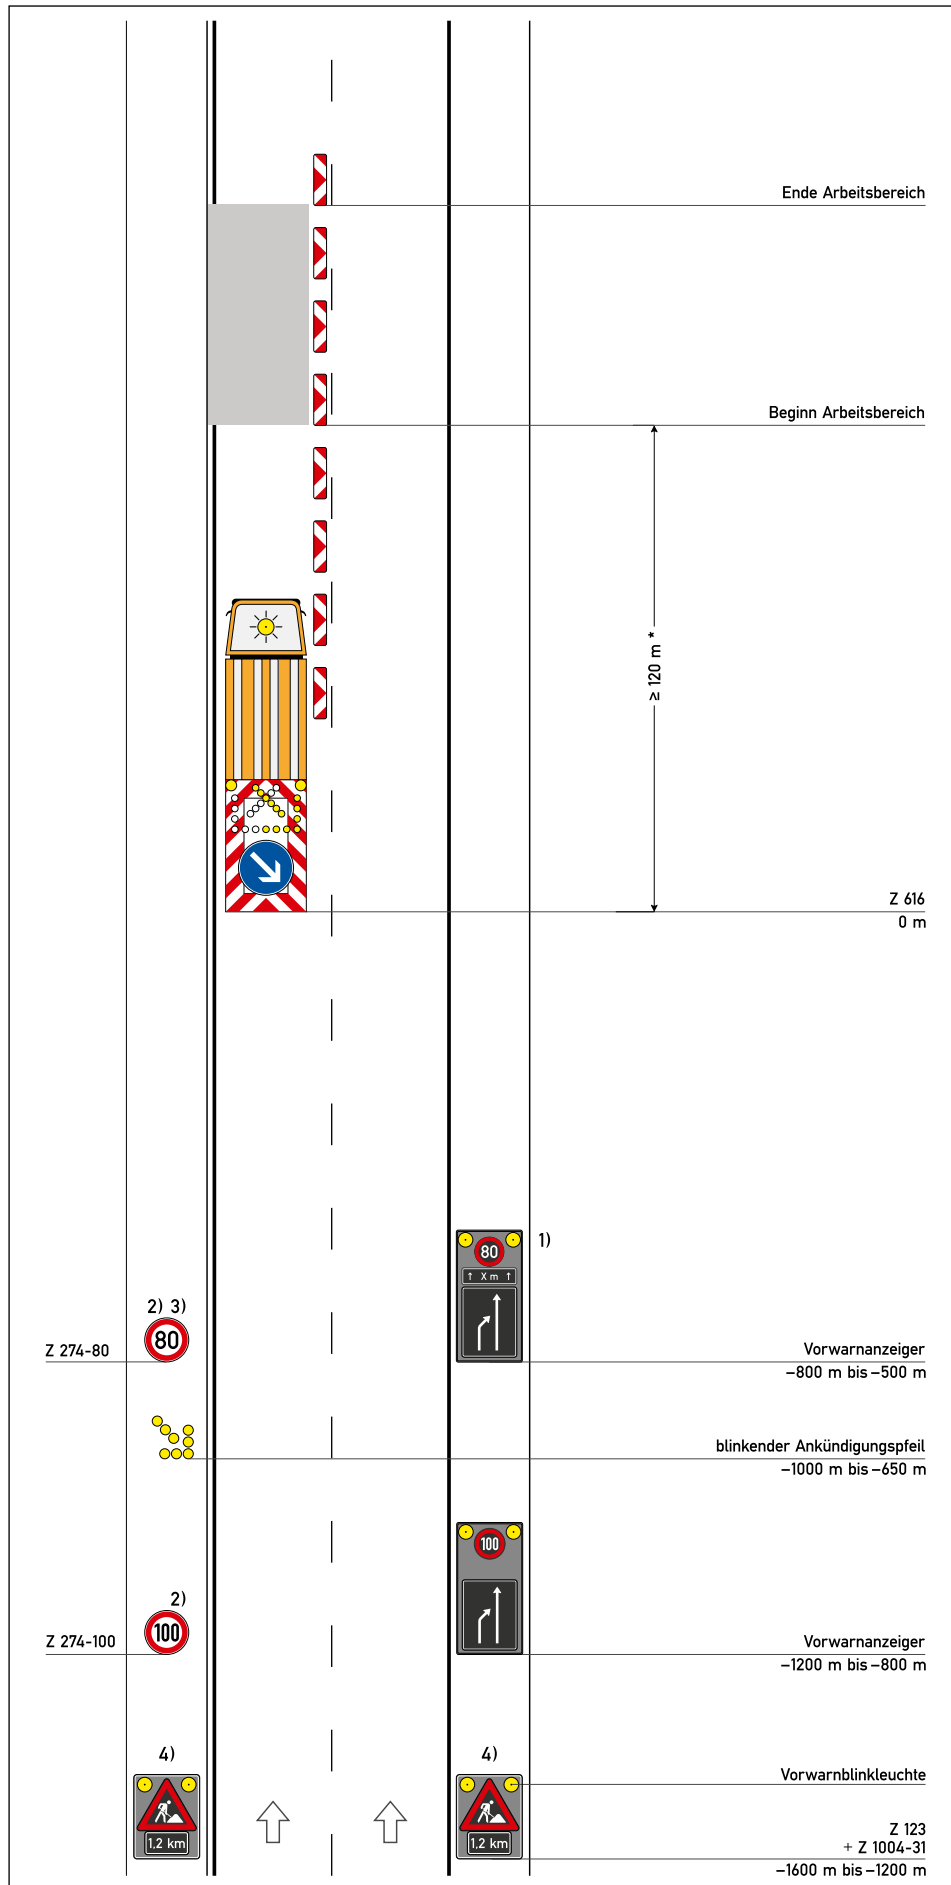 Ende Arbeitsbereich
Beginn Arbeitsbereich
≥ 120 m *
Z 616
0 m
80
↑ X m ↑
1)
2) 3)
80
Z 274-80
Vorwarnanzeiger
–800 m bis –500 m
blinkender Ankündigungspfeil
–1000 m bis –650 m
100
2)
100
Z 274-100
Vorwarnanzeiger
–1200 m bis –800 m
4)
4)
Vorwarnblinkleuchte
1,2 km
1,2 km
Z 123
+ Z 1004-31
–1600 m bis –1200 m